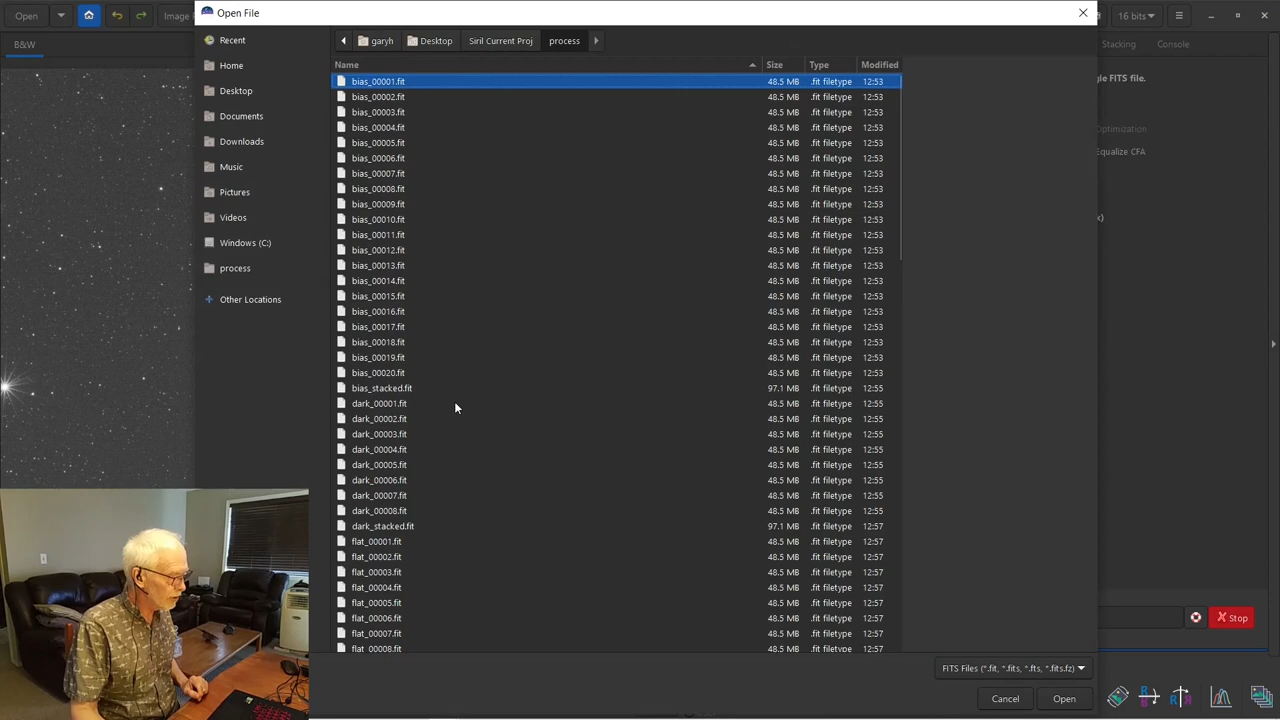 Open
Image
16 bits
Open File
B&W
Stacking
Console
gle FITS file.
Optimization
Equalize CFA
k)
Stop
Recent
Home
Desktop
Documents
Downloads
Music
Pictures
Videos
Windows (C:)
process
Other Locations
garyh
Desktop
Siril Current Proj
process
Name Size Type Modified
bias_00001.fit 48.5 MB .fit filetype 12:53
bias_00002.fit 48.5 MB .fit filetype 12:53
bias_00003.fit 48.5 MB .fit filetype 12:53
bias_00004.fit 48.5 MB .fit filetype 12:53
bias_00005.fit 48.5 MB .fit filetype 12:53
bias_00006.fit 48.5 MB .fit filetype 12:53
bias_00007.fit 48.5 MB .fit filetype 12:53
bias_00008.fit 48.5 MB .fit filetype 12:53
bias_00009.fit 48.5 MB .fit filetype 12:53
bias_00010.fit 48.5 MB .fit filetype 12:53
bias_00011.fit 48.5 MB .fit filetype 12:53
bias_00012.fit 48.5 MB .fit filetype 12:53
bias_00013.fit 48.5 MB .fit filetype 12:53
bias_00014.fit 48.5 MB .fit filetype 12:53
bias_00015.fit 48.5 MB .fit filetype 12:53
bias_00016.fit 48.5 MB .fit filetype 12:53
bias_00017.fit 48.5 MB .fit filetype 12:53
bias_00018.fit 48.5 MB .fit filetype 12:53
bias_00019.fit 48.5 MB .fit filetype 12:53
bias_00020.fit 48.5 MB .fit filetype 12:53
bias_stacked.fit 97.1 MB .fit filetype 12:55
dark_00001.fit 48.5 MB .fit filetype 12:55
dark_00002.fit 48.5 MB .fit filetype 12:55
dark_00003.fit 48.5 MB .fit filetype 12:55
dark_00004.fit 48.5 MB .fit filetype 12:55
dark_00005.fit 48.5 MB .fit filetype 12:55
dark_00006.fit 48.5 MB .fit filetype 12:55
dark_00007.fit 48.5 MB .fit filetype 12:55
dark_00008.fit 48.5 MB .fit filetype 12:55
dark_stacked.fit 97.1 MB .fit filetype 12:57
flat_00001.fit 48.5 MB .fit filetype 12:57
flat_00002.fit 48.5 MB .fit filetype 12:57
flat_00003.fit 48.5 MB .fit filetype 12:57
flat_00004.fit 48.5 MB .fit filetype 12:57
flat_00005.fit 48.5 MB .fit filetype 12:57
flat_00006.fit 48.5 MB .fit filetype 12:57
flat_00007.fit 48.5 MB .fit filetype 12:57
flat_00008.fit 48.5 MB .fit filetype 12:57
FITS Files (*.fit, *.fits, *.fts, *.fits.fz)
Cancel
Open